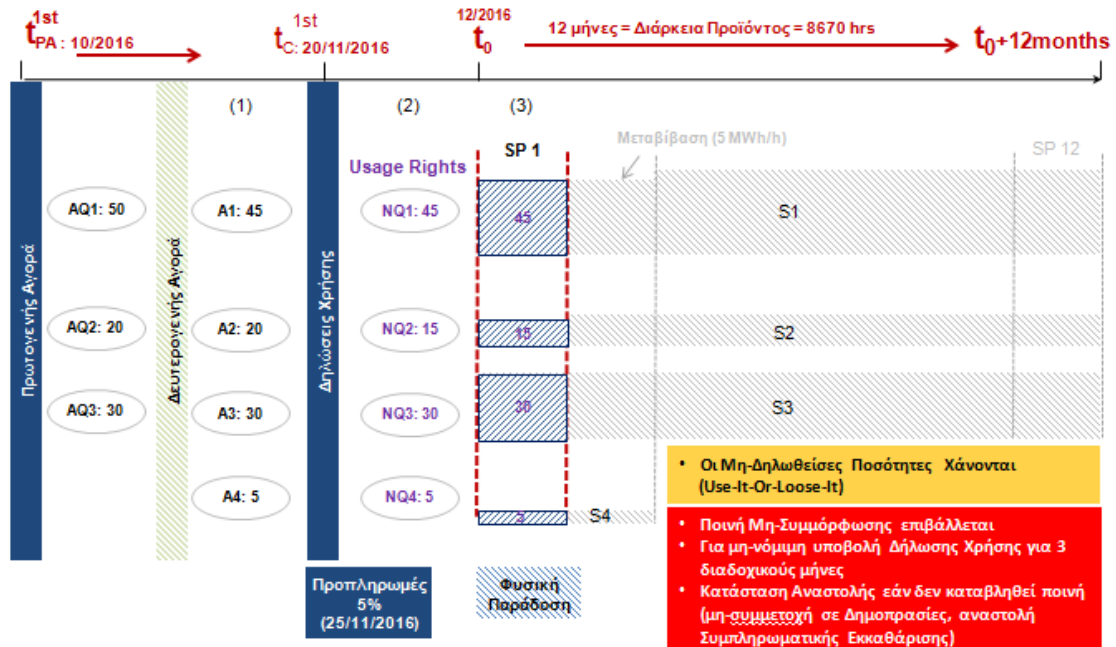 1st
t PA : 10/2016
1st
t C: 20/11/2016
12/2016
t0
12 μήνες = Διάρκεια Προϊόντος = 8670 hrs
t0+12months
(1)
(2)
(3)
Μεταβίβαση (5 MWh/h)
SP 1
SP 12
Usage Rights
Πρωτογενής Αγορά
Δευτερογενής Αγορά
Δηλώσεις Χρήσης
AQ1: 50
A1: 45
NQ1: 45
45
S1
AQ2: 20
A2: 20
NQ2: 15
15
S2
AQ3: 30
A3: 30
NQ3: 30
30
S3
A4: 5
NQ4: 5
S4
• Οι Μη-Δηλωθείσες Ποσότητες Χάνονται
(Use-It-Or-Loose-It)
• Ποινή Μη-Συμμόρφωσης επιβάλλεται
• Για μη-νόμιμη υποβολή Δήλωσης Χρήσης για 3
διαδοχικούς μήνες
• Κατάσταση Αναστολής εάν δεν καταβληθεί ποινή
(μη-συμμετοχή σε Δημοπρασίες, αναστολή
Συμπληρωματικής Εκκαθάρισης)
Προπληρωμές
5%
(25/11/2016)
Φυσική
Παράδοση